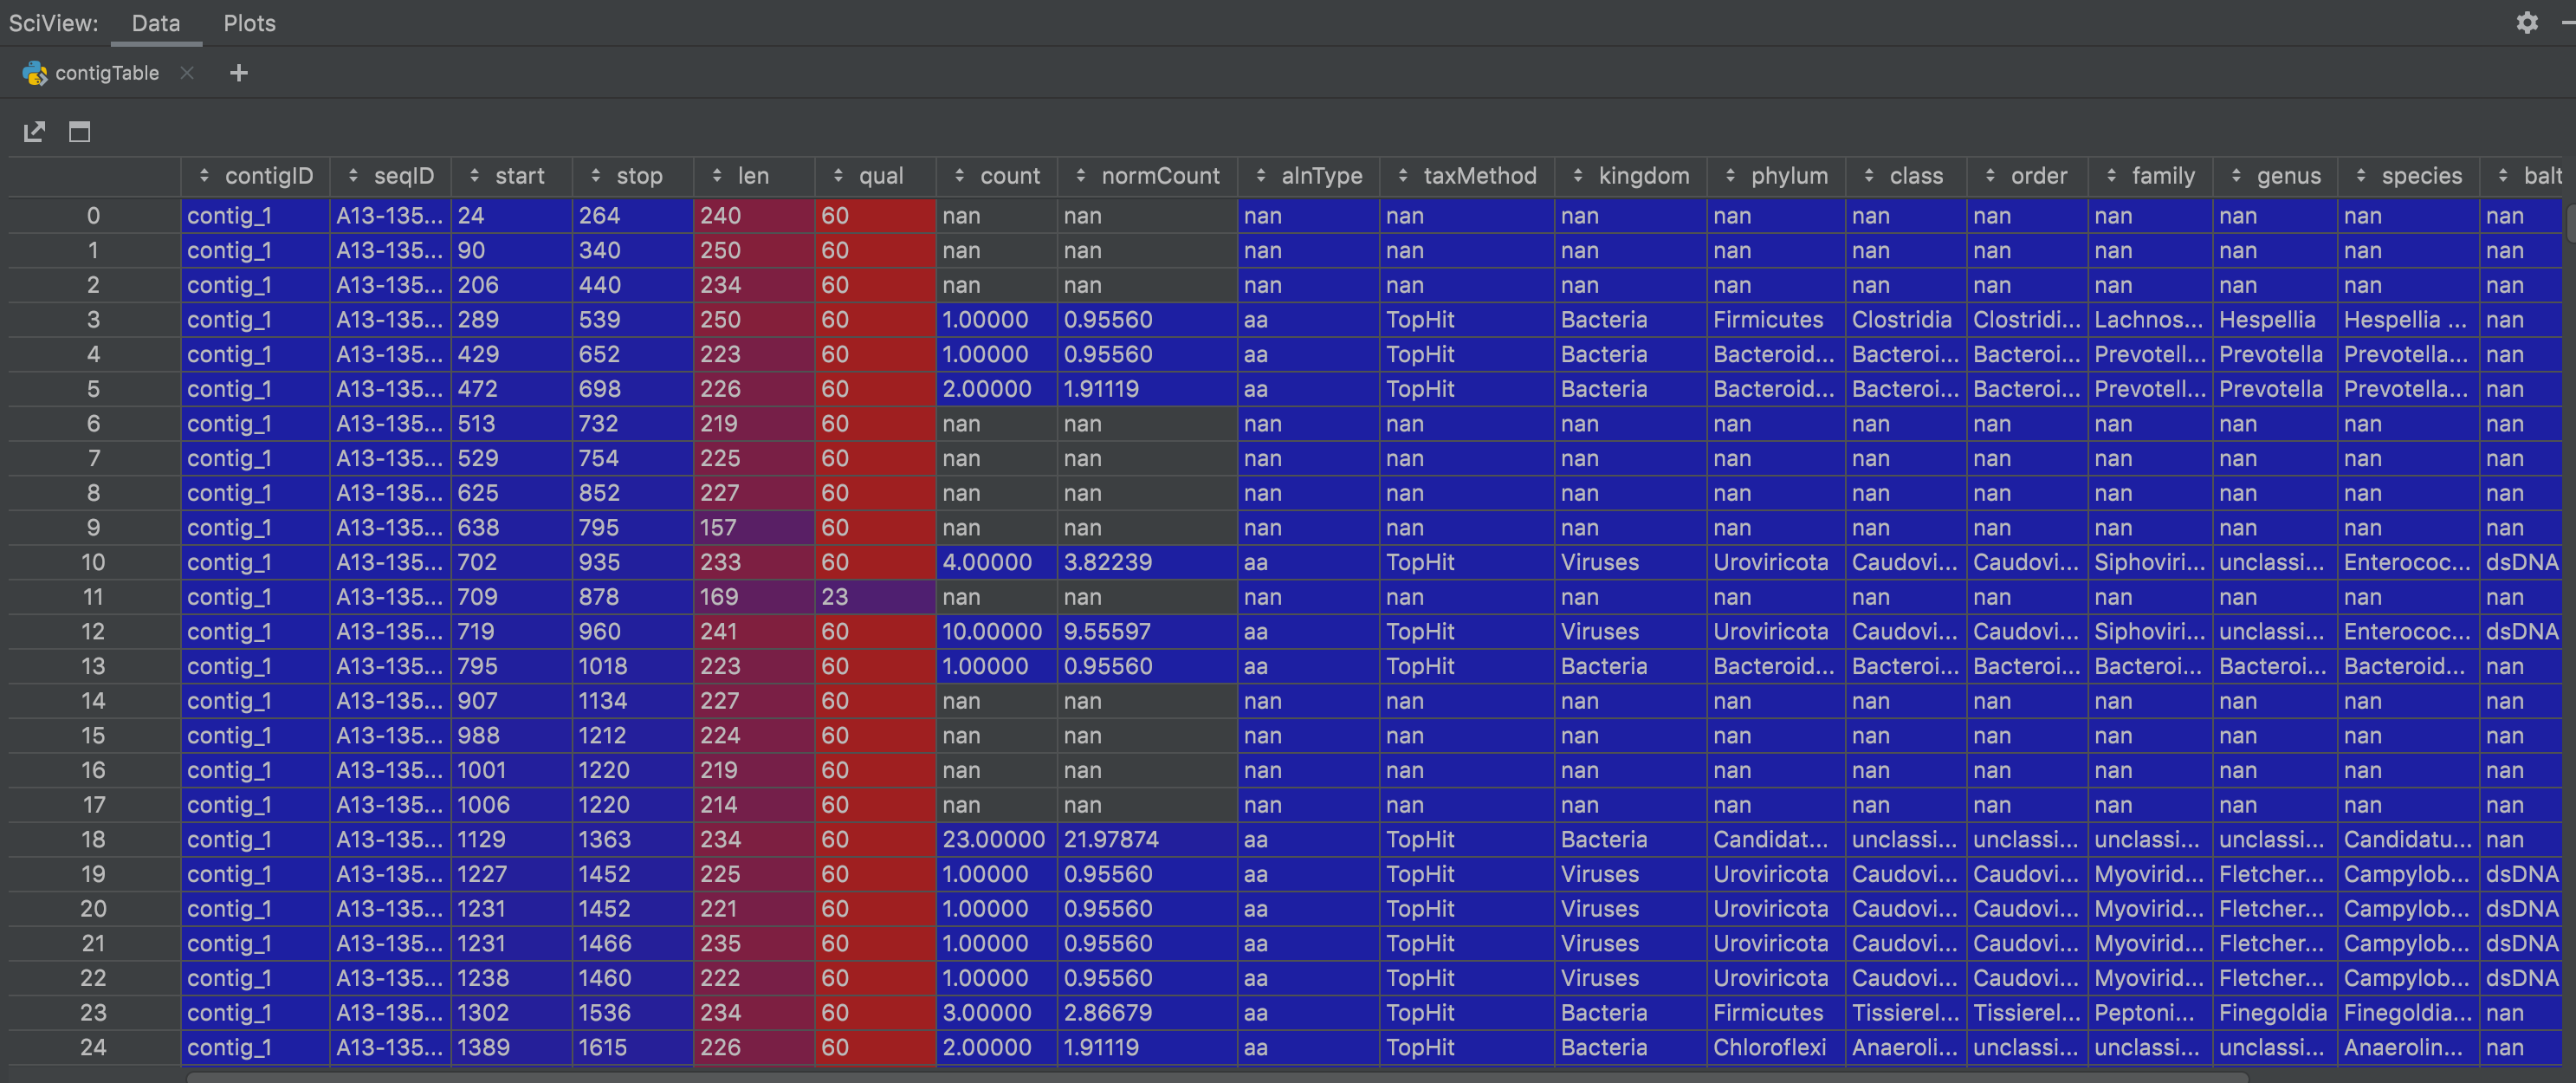 SciView: Data Plots
contigTable
contigID seqID start stop len qual count normCount alnType taxMethod kingdom phylum class order family genus species balt
0 contig_1 A13-135... 24 264 240 60 nan nan nan nan nan nan nan nan nan nan nan nan
1 contig_1 A13-135... 90 340 250 60 nan nan nan nan nan nan nan nan nan nan nan nan
2 contig_1 A13-135... 206 440 234 60 nan nan nan nan nan nan nan nan nan nan nan nan
3 contig_1 A13-135... 289 539 250 60 1.00000 0.95560 aa TopHit Bacteria Firmicutes Clostridia Clostridi... Lachnos... Hespellia Hespellia ... nan
4 contig_1 A13-135... 429 652 223 60 1.00000 0.95560 aa TopHit Bacteria Bacteroid... Bacteroi... Bacteroi... Prevotell... Prevotella Prevotella... nan
5 contig_1 A13-135... 472 698 226 60 2.00000 1.91119 aa TopHit Bacteria Bacteroid... Bacteroi... Bacteroi... Prevotell... Prevotella Prevotella... nan
6 contig_1 A13-135... 513 732 219 60 nan nan nan nan nan nan nan nan nan nan nan nan
7 contig_1 A13-135... 529 754 225 60 nan nan nan nan nan nan nan nan nan nan nan nan
8 contig_1 A13-135... 625 852 227 60 nan nan nan nan nan nan nan nan nan nan nan nan
9 contig_1 A13-135... 638 795 157 60 nan nan nan nan nan nan nan nan nan nan nan nan
10 contig_1 A13-135... 702 935 233 60 4.00000 3.82239 aa TopHit Viruses Uroviricota Caudovi... Caudovi... Siphoviri... unclassi... Enterococ... dsDNA
11 contig_1 A13-135... 709 878 169 23 nan nan nan nan nan nan nan nan nan nan nan nan
12 contig_1 A13-135... 719 960 241 60 10.00000 9.55597 aa TopHit Viruses Uroviricota Caudovi... Caudovi... Siphoviri... unclassi... Enterococ... dsDNA
13 contig_1 A13-135... 795 1018 223 60 1.00000 0.95560 aa TopHit Bacteria Bacteroid... Bacteroi... Bacteroi... Bacteroi... Bacteroi... Bacteroid... nan
14 contig_1 A13-135... 907 1134 227 60 nan nan nan nan nan nan nan nan nan nan nan nan
15 contig_1 A13-135... 988 1212 224 60 nan nan nan nan nan nan nan nan nan nan nan nan
16 contig_1 A13-135... 1001 1220 219 60 nan nan nan nan nan nan nan nan nan nan nan nan
17 contig_1 A13-135... 1006 1220 214 60 nan nan nan nan nan nan nan nan nan nan nan nan
18 contig_1 A13-135... 1129 1363 234 60 23.00000 21.97874 aa TopHit Bacteria Candidat... unclassi... unclassi... unclassi... unclassi... Candidatu... nan
19 contig_1 A13-135... 1227 1452 225 60 1.00000 0.95560 aa TopHit Viruses Uroviricota Caudovi... Caudovi... Myovirid... Fletcher... Campylob... dsDNA
20 contig_1 A13-135... 1231 1452 221 60 1.00000 0.95560 aa TopHit Viruses Uroviricota Caudovi... Caudovi... Myovirid... Fletcher... Campylob... dsDNA
21 contig_1 A13-135... 1231 1466 235 60 1.00000 0.95560 aa TopHit Viruses Uroviricota Caudovi... Caudovi... Myovirid... Fletcher... Campylob... dsDNA
22 contig_1 A13-135... 1238 1460 222 60 1.00000 0.95560 aa TopHit Viruses Uroviricota Caudovi... Caudovi... Myovirid... Fletcher... Campylob... dsDNA
23 contig_1 A13-135... 1302 1536 234 60 3.00000 2.86679 aa TopHit Bacteria Firmicutes Tissierel... Tissierel... Peptoni... Finegoldia Finegoldia... nan
24 contig_1 A13-135... 1389 1615 226 60 2.00000 1.91119 aa TopHit Bacteria Chloroflexi Anaeroli... unclassi... unclassi... unclassi... Anaerolin... nan